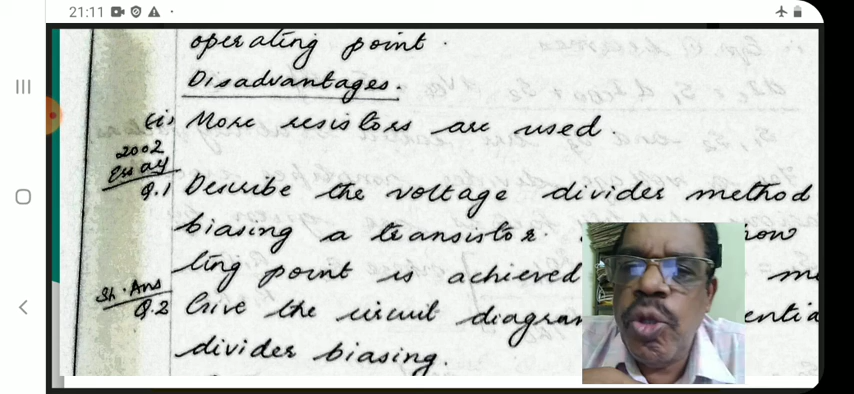 21:11
operating point.
Disadvantages.
(i) More resistors are used.
2002
Essay
Q.1 Describe the voltage divider method
biasing a transistor. how
ting point is achieved
Sh. Ans
Q.2 Give the circuit diagram
divider biasing.